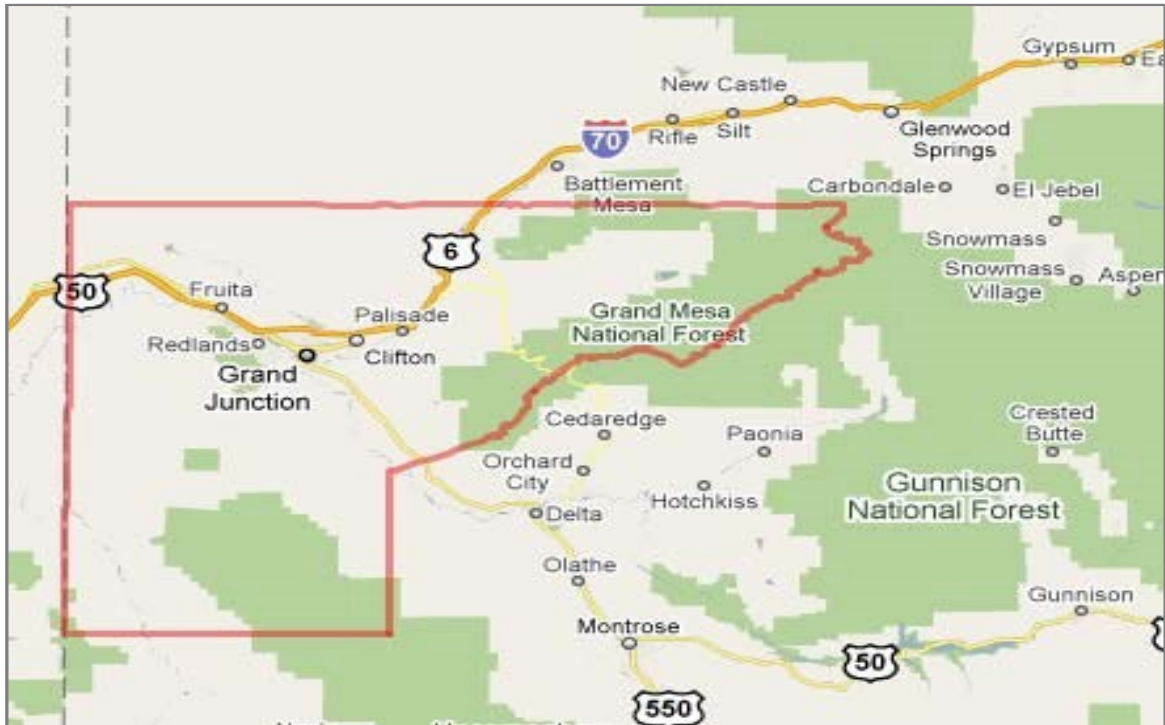 Gypsum
Ea
New Castle
70
Rifle
Silt
Glenwood
Springs
Battlement
Mesa
Carbondale
El Jebel
6
Snowmass
50
Fruita
Snowmass
Village
Aspen
Palisade
Grand Mesa
National Forest
Redlands
Clifton
Grand
Junction
Cedaredge
Paonia
Crested
Butte
Orchard
City
Hotchkiss
Gunnison
National Forest
Delta
Olathe
Gunnison
Montrose
50
550